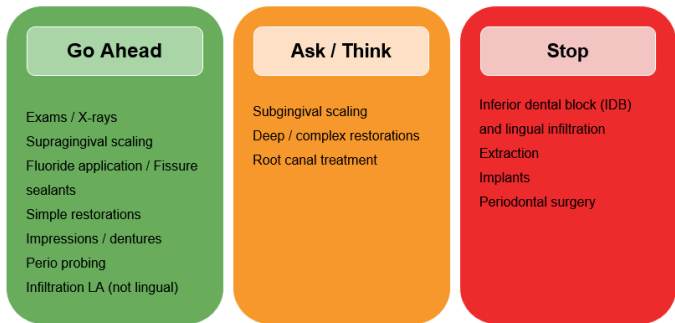 Go Ahead
Exams / X-rays
Supragingival scaling
Fluoride application / Fissure
sealants
Simple restorations
Impressions / dentures
Perio probing
Infiltration LA (not lingual)
Ask / Think
Subgingival scaling
Deep / complex restorations
Root canal treatment
Stop
Inferior dental block (IDB)
and lingual infiltration
Extraction
Implants
Periodontal surgery